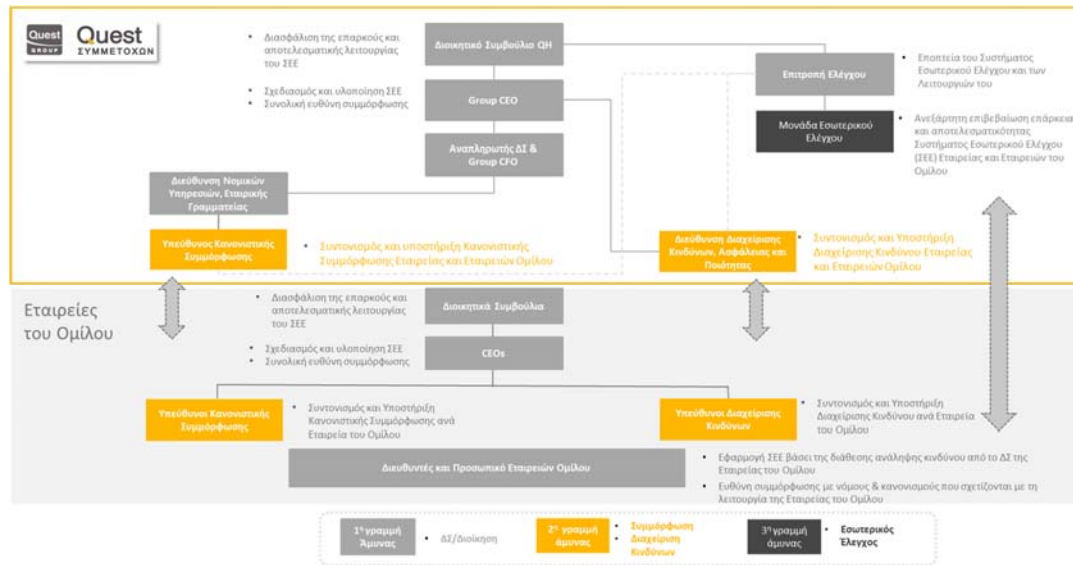 Quest
GROUP
Quest
ΣΥΜΜΕΤΟΧΩΝ
• Διασφάλιση της επαρκούς και
αποτελεσματικής λειτουργίας
του ΣΕΕ
Διοικητικό Συμβούλιο QH
• Σχεδιασμός και υλοποίηση ΣΕΕ
• Συνολική ευθύνη συμμόρφωσης
Group CEO
Αναπληρωτής ΔΣ &
Group CFO
Επιτροπή Ελέγχου
• Εποπτεία του Συστήματος
Εσωτερικού Ελέγχου και των
Λειτουργιών του
Μονάδα Εσωτερικού
Ελέγχου
• Ανεξάρτητη επιβεβαίωση επάρκεια
και αποτελεσματικότητας
Συστήματος Εσωτερικού Ελέγχου
(ΣΕΕ) Εταιρείας και Εταιρειών του
Ομίλου
Διεύθυνση Νομικών
Υπηρεσιών, Εταιρικής
Γραμματείας
Υπεύθυνος Κανονιστικής
Συμμόρφωσης
• Συντονισμός και υποστήριξη Κανονιστικής
Συμμόρφωσης Εταιρείας και Εταιρειών Ομίλου
Διεύθυνση Διαχείρισης
Κινδύνων, Ασφάλειας και
Ποιότητας
• Συντονισμός και Υποστήριξη
Διαχείρισης Κινδύνου Εταιρείας
και Εταιρειών Ομίλου
Εταιρείες
του Ομίλου
• Διασφάλιση της επαρκούς και
αποτελεσματικής λειτουργίας
του ΣΕΕ
Διοικητικά Συμβούλια
• Σχεδιασμός και υλοποίηση ΣΕΕ
• Συνολική ευθύνη συμμόρφωσης
CEOs
Υπεύθυνοι Κανονιστικής
Συμμόρφωσης
• Συντονισμός και Υποστήριξη
Κανονιστικής Συμμόρφωσης ανά
Εταιρεία του Ομίλου
Υπεύθυνοι Διαχείρισης
Κινδύνων
• Συντονισμός και Υποστήριξη
Διαχείρισης Κινδύνου ανά Εταιρεία
του Ομίλου
Διευθυντές και Προσωπικό Εταιρειών Ομίλου
• Εφαρμογή ΣΕΕ βάσει της διάθεσης ανάληψης κινδύνου από το ΔΣ της
Εταιρείας του Ομίλου
• Ευθύνη συμμόρφωσης με νόμους & κανονισμούς που σχετίζονται με τη
λειτουργία της Εταιρείας του Ομίλου
1η γραμμή
Άμυνας
• ΔΣ/Διοίκηση
2η γραμμή
άμυνας
• Συμμόρφωση
• Διαχείριση
Κινδύνων
3η γραμμή
άμυνας
• Εσωτερικός
Έλεγχος